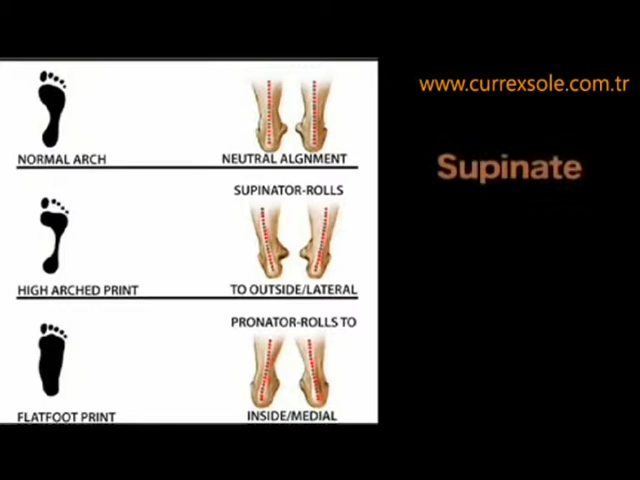 www.currexsole.com.tr
Supinate
NORMAL ARCH
NEUTRAL ALGNMENT
SUPINATOR-ROLLS
HIGH ARCHED PRINT
TO OUTSIDE/LATERAL
PRONATOR-ROLLS TO
FLATFOOT PRINT
INSIDE/MEDIAL